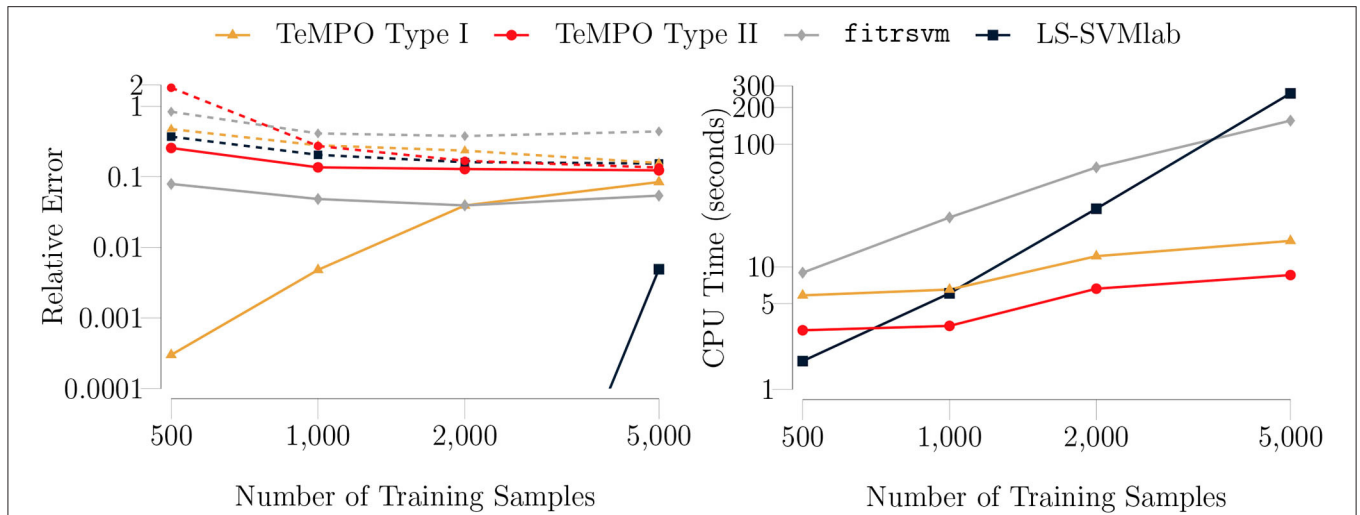 TeMPO Type I TeMPO Type II fitrsvm LS-SVMlab
Relative Error
2
1
0.1
0.01
0.001
0.0001
500 1,000 2,000 5,000
Number of Training Samples
CPU Time (seconds)
300
200
100
10
5
1
500 1,000 2,000 5,000
Number of Training Samples